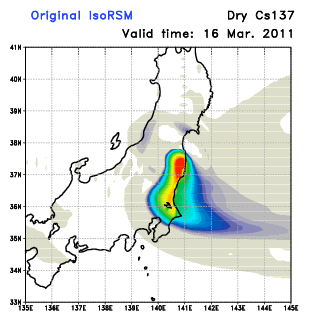 Original IsoRSM Dry Cs137
Valid time: 16 Mar. 2011
41N
40N
39N
38N
37N
36N
35N
34N
33N
135E 136E 137E 138E 139E 140E 141E 142E 143E 144E 145E